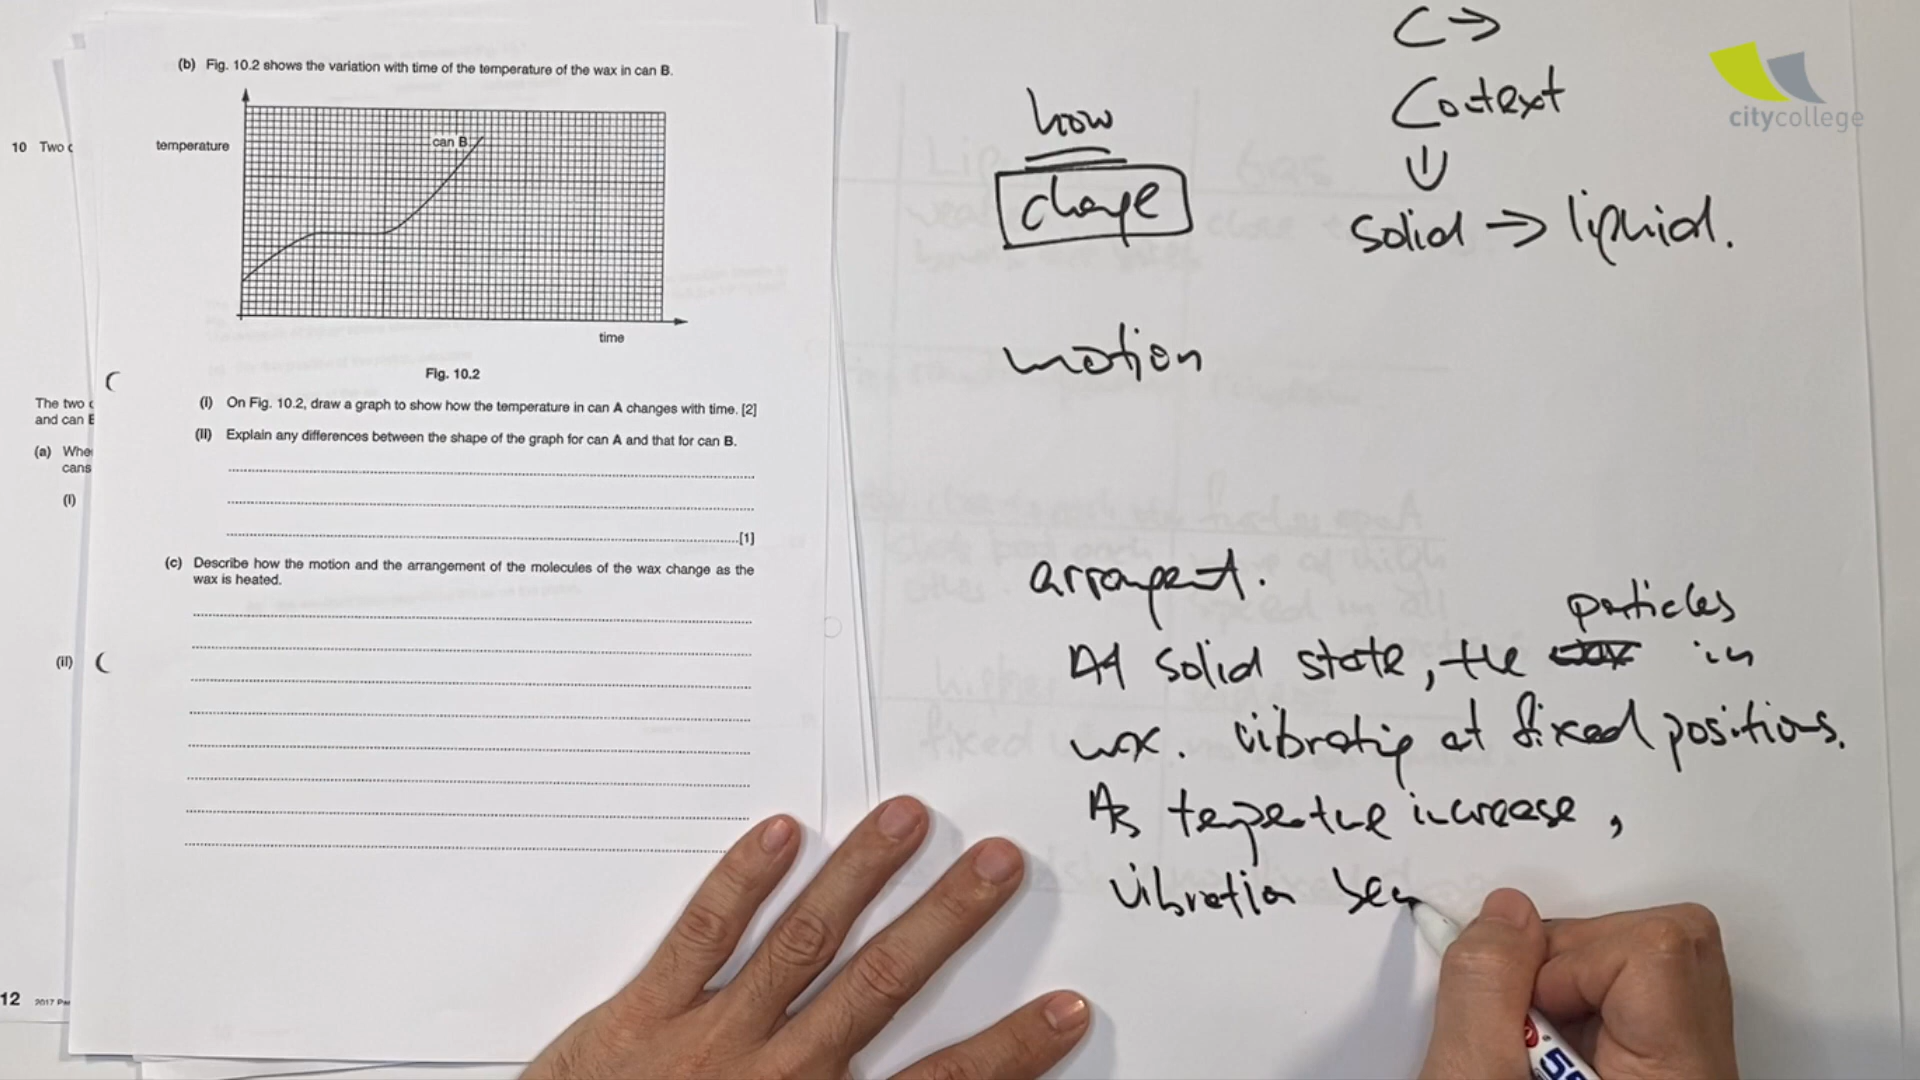 10 Two
The two
and can
(a) Whe
cans
(i)
(ii)
12 2017
(b) Fig. 10.2 shows the variation with time of the temperature of the wax in can B.
temperature
can B
time
Fig. 10.2
(i) On Fig. 10.2, draw a graph to show how the temperature in can A changes with time. [2]
(ii) Explain any differences between the shape of the graph for can A and that for can B.
[1]
(c) Describe how the motion and the arrangement of the molecules of the wax change as the
wax is heated.
how
change
motion
C →
Context
↓
Solid → liquid.
citycollege
arrangement.
particles
At solid state, the in
wax. vibrating at fixed positions.
As temperature increase,
vibration